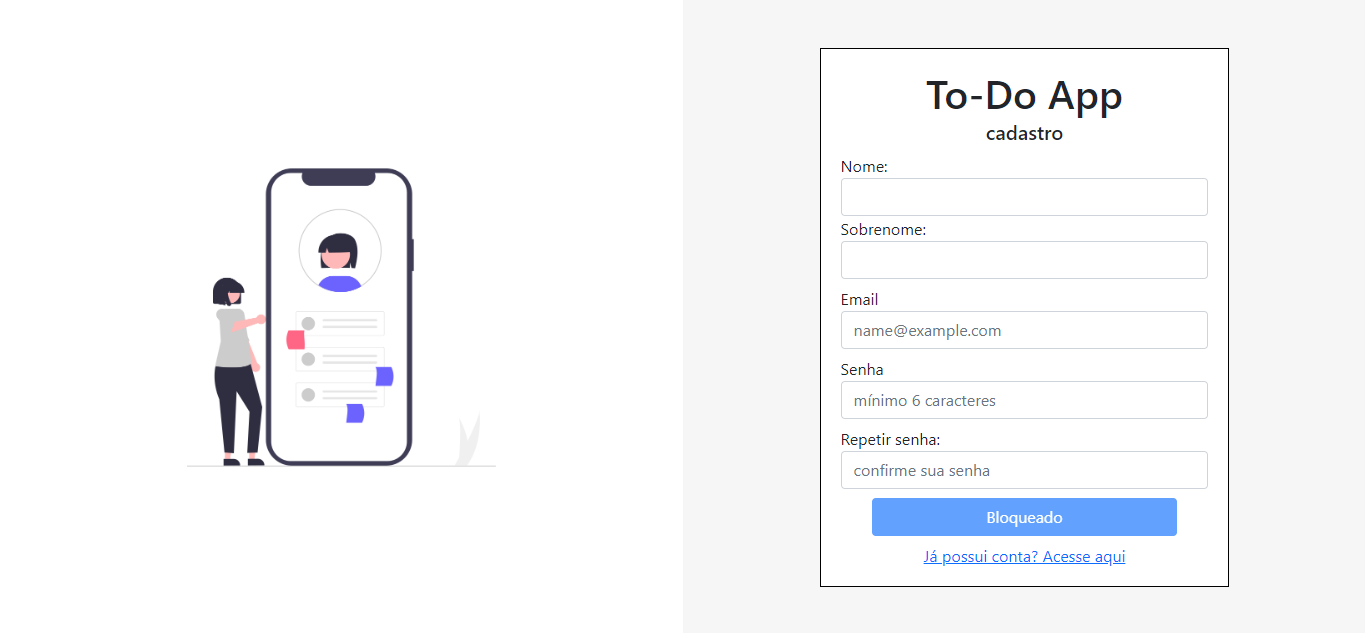 To-Do App
cadastro
Nome:
Sobrenome:
Email
name@example.com
Senha
mínimo 6 caracteres
Repetir senha:
confirme sua senha
Bloqueado
Já possui conta? Acesse aqui